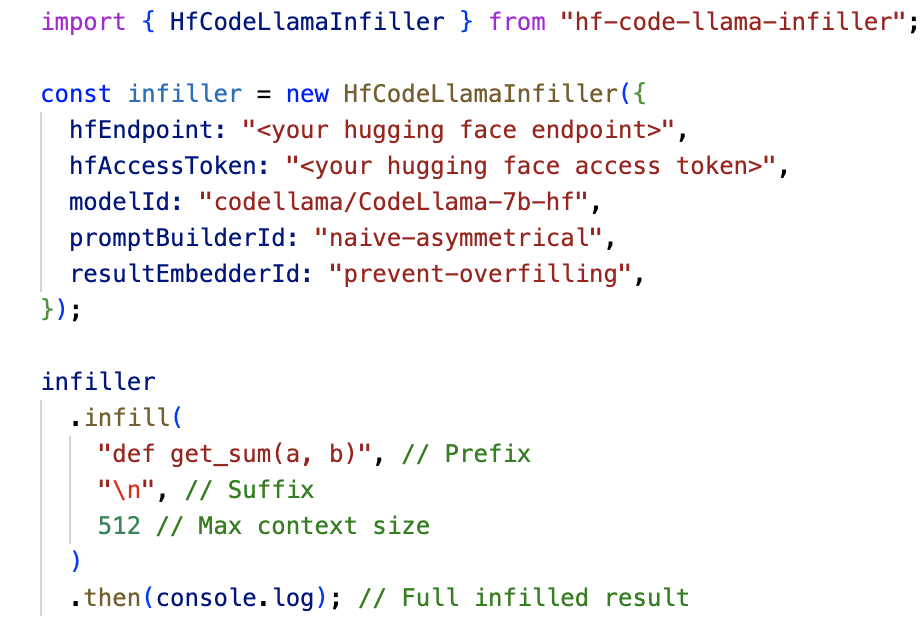 import { HfCodeLlamaInfiller } from "hf-code-llama-infiller";
const infiller = new HfCodeLlamaInfiller({
hfEndpoint: "<your hugging face endpoint>",
hfAccessToken: "<your hugging face access token>",
modelId: "codellama/CodeLlama-7b-hf",
promptBuilderId: "naive-asymmetrical",
resultEmbedderId: "prevent-overfilling",
});
infiller
.infill(
"def get_sum(a, b)", // Prefix
"\n", // Suffix
512 // Max context size
)
.then(console.log); // Full infilled result